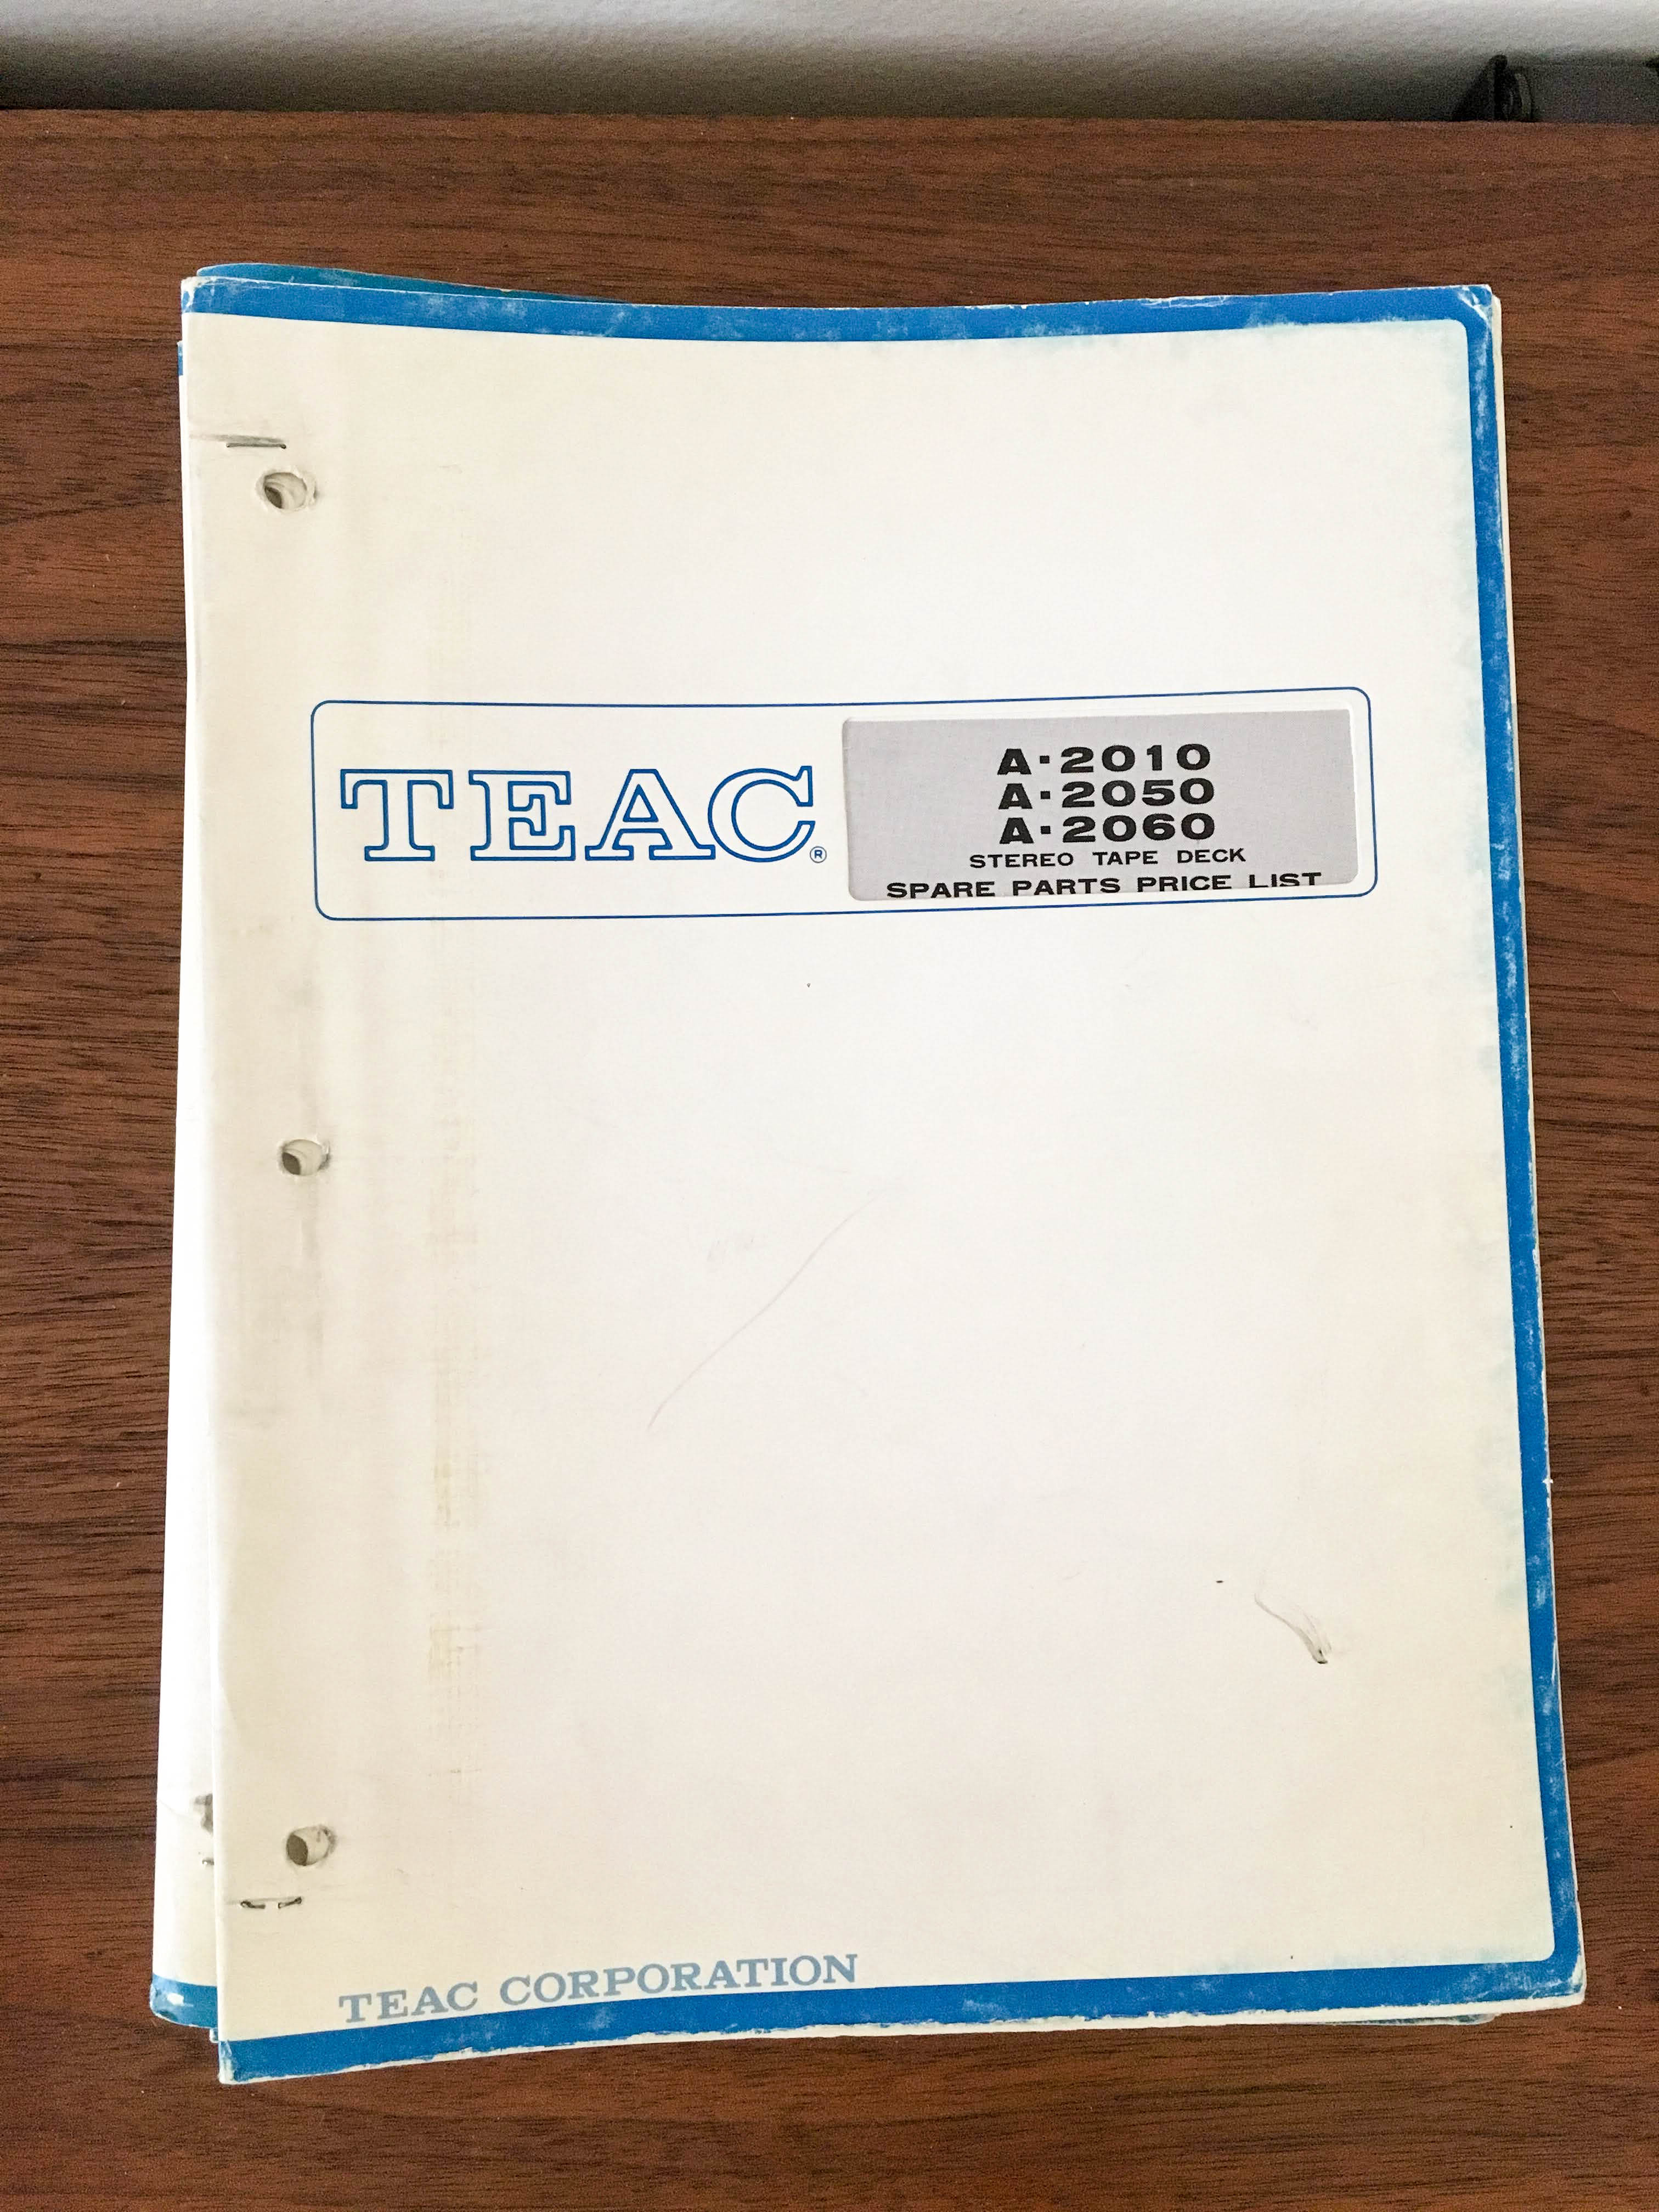 TEAC®
A·2010
A·2050
A·2060
STEREO TAPE DECK
SPARE PARTS PRICE LIST
TEAC CORPORATION